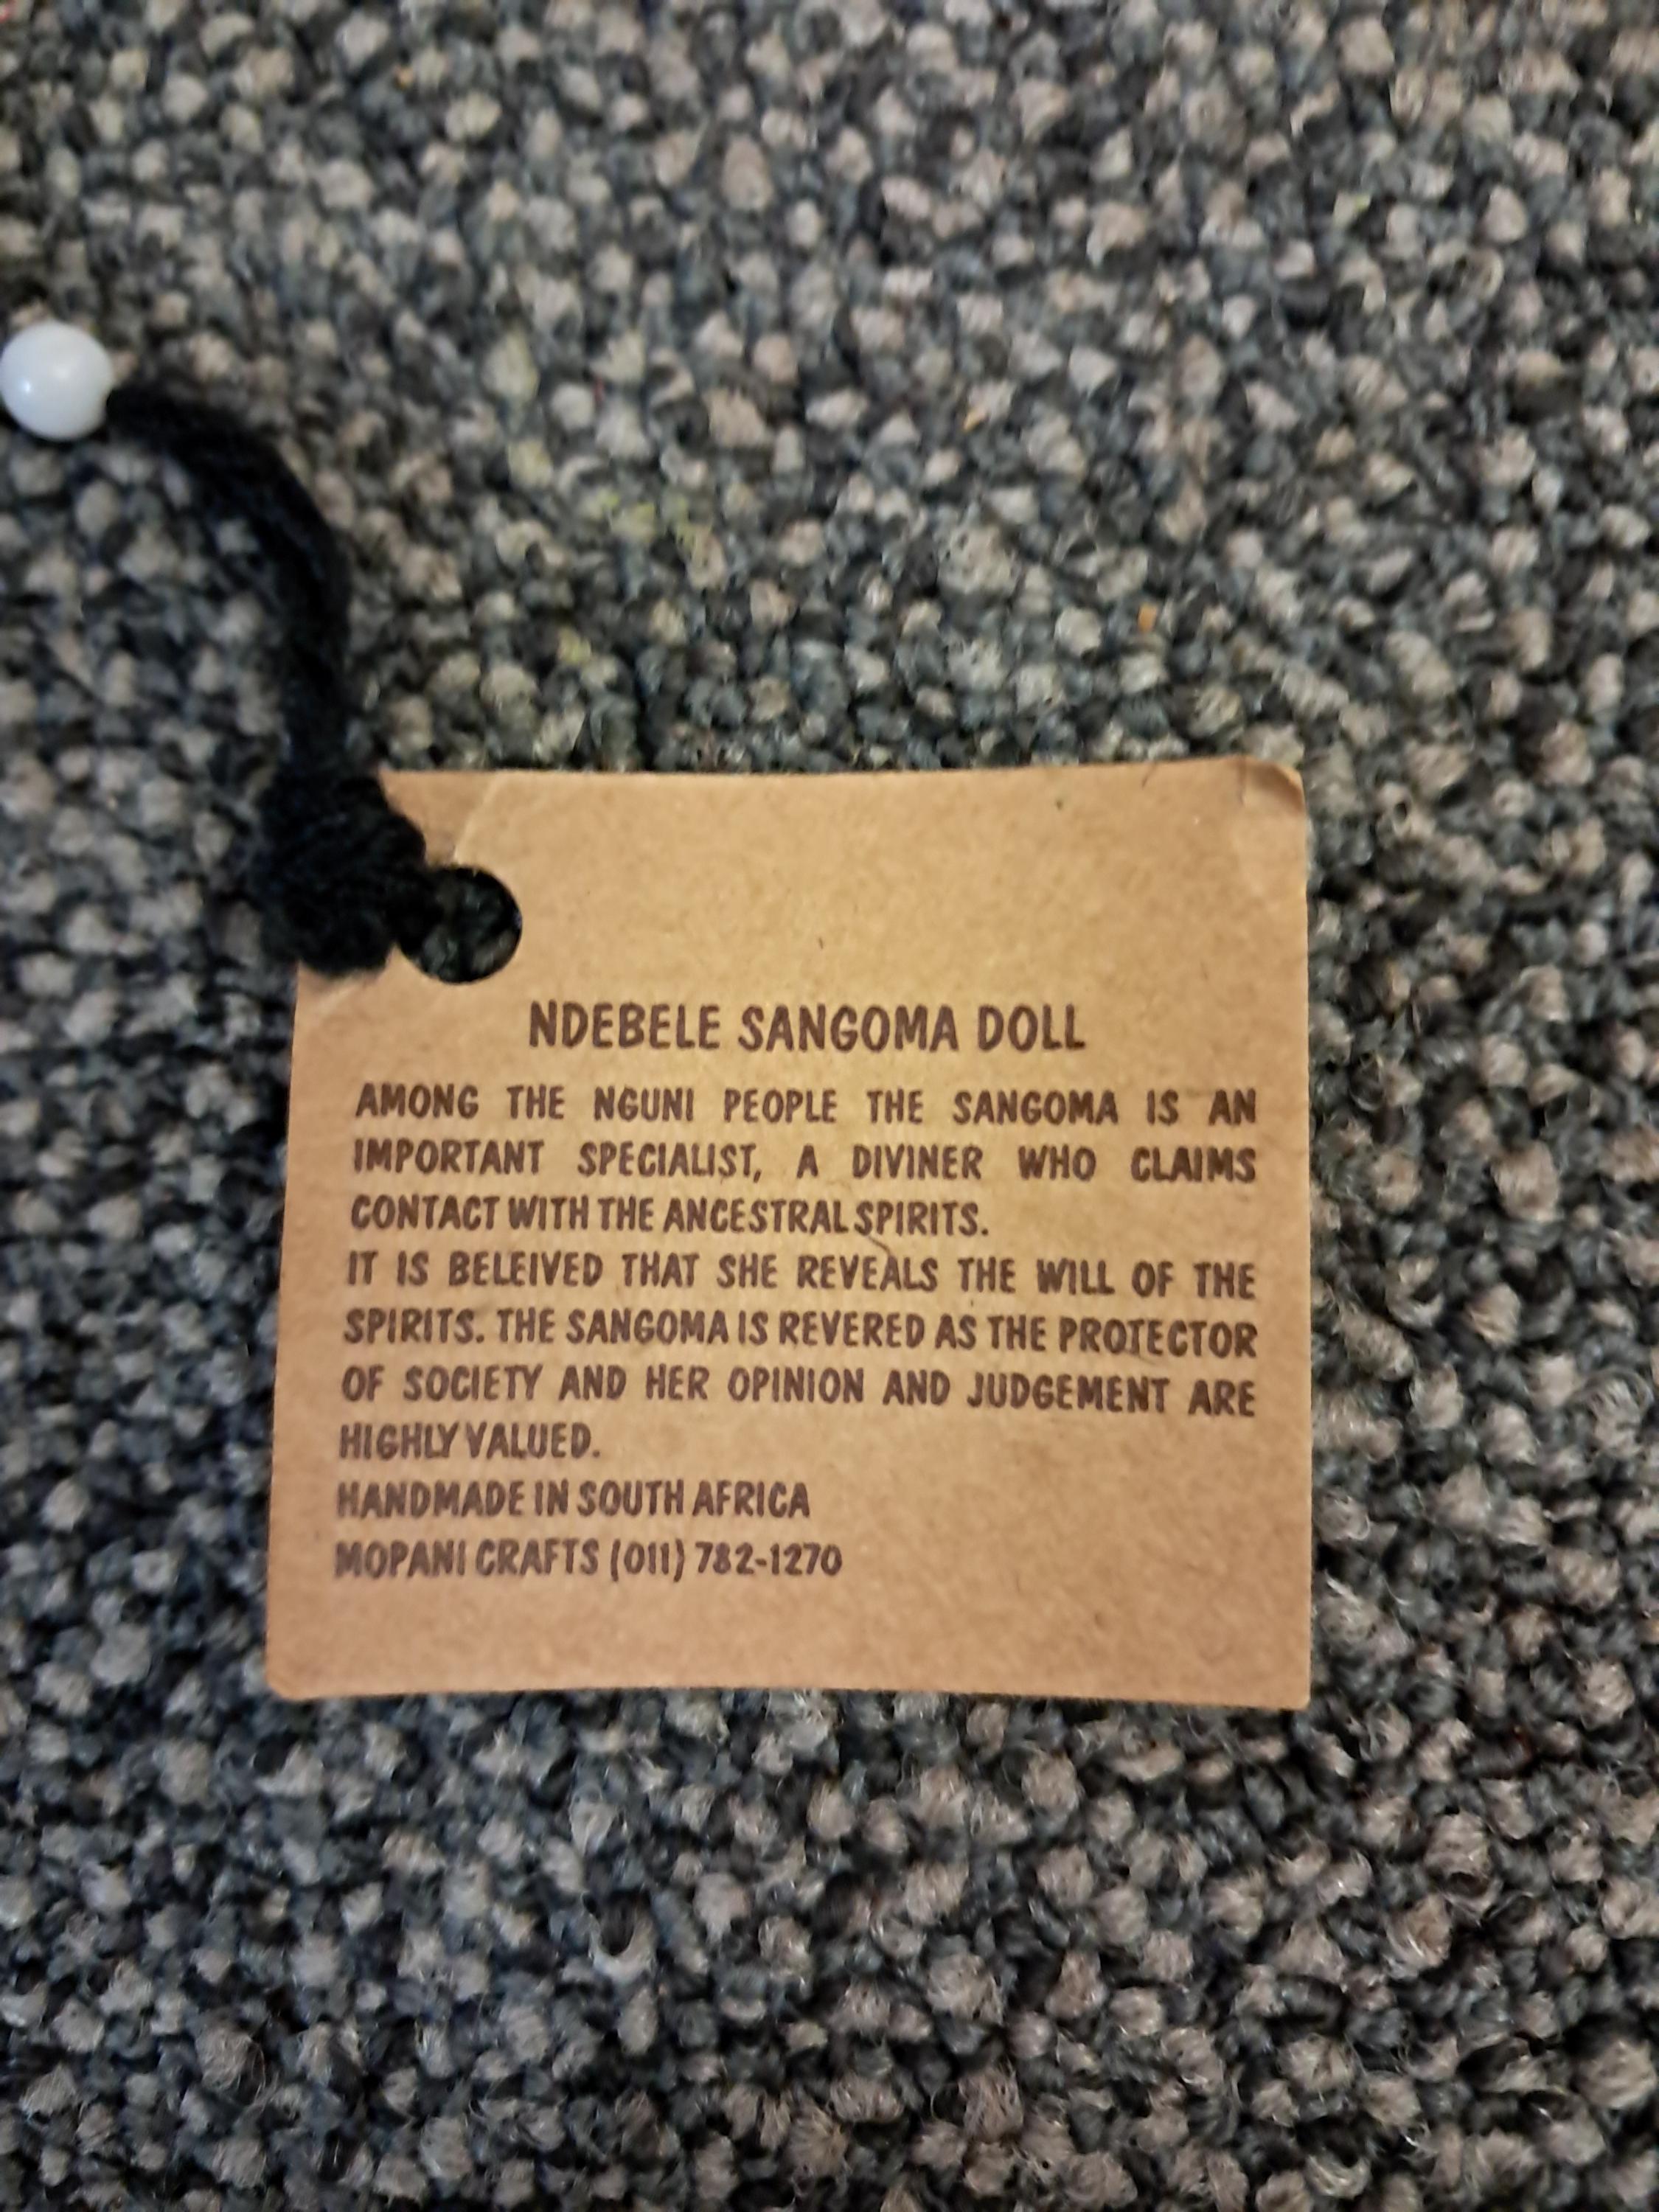 NDEBELE SANGOMA DOLL
AMONG THE NGUNI PEOPLE THE SANGOMA IS AN
IMPORTANT SPECIALIST, A DIVINER WHO CLAIMS
CONTACT WITH THE ANCESTRAL SPIRITS.
IT IS BELEIVED THAT SHE REVEALS THE WILL OF THE
SPIRITS. THE SANGOMA IS REVERED AS THE PROTECTOR
OF SOCIETY AND HER OPINION AND JUDGEMENT ARE
HIGHLY VALUED.
HANDMADE IN SOUTH AFRICA
MOPANI CRAFTS (011) 782-1270